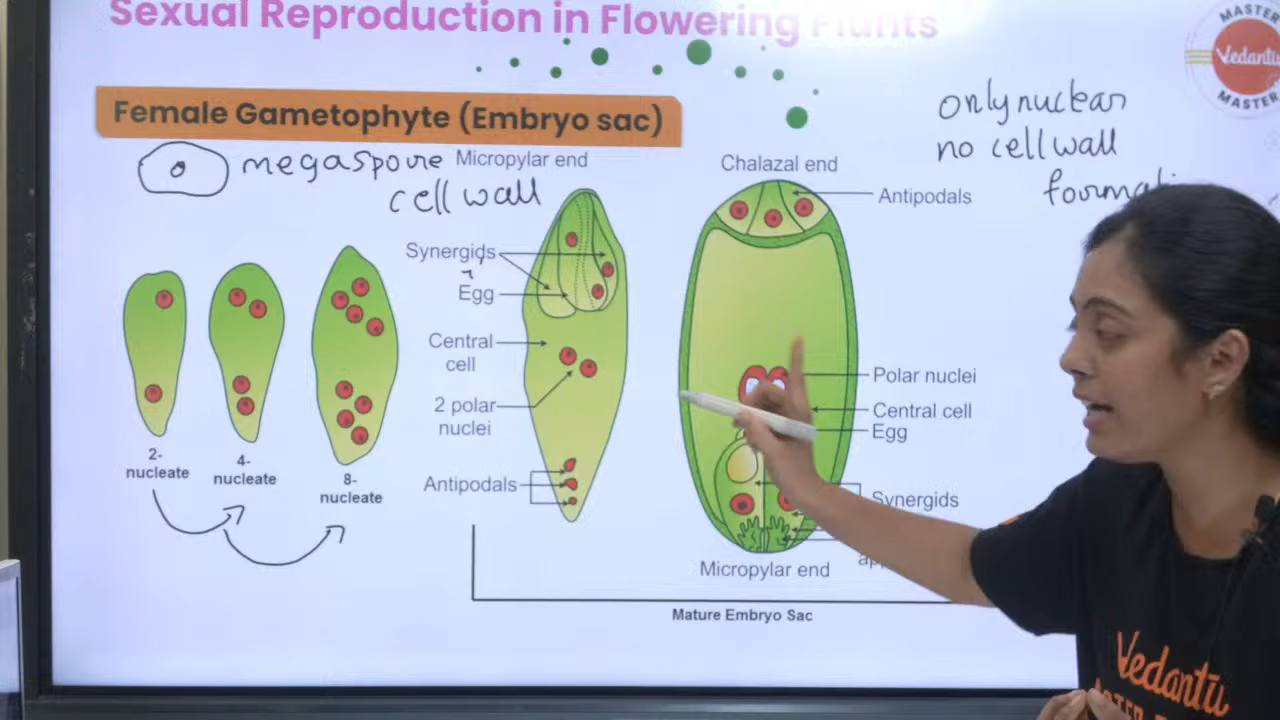 Sexual Reproduction in Flowering Plants
MASTER
Vedantu
MASTER
Female Gametophyte (Embryo sac)
only nuclear
no cell wall
megaspore
cell wall
Micropylar end
Chalazal end
Antipodals
Synergids
Egg
Central
cell
2 polar
nuclei
Antipodals
Polar nuclei
Central cell
Egg
Synergids
Micropylar end
2-
nucleate
4-
nucleate
8-
nucleate
Mature Embryo Sac
Vedantu